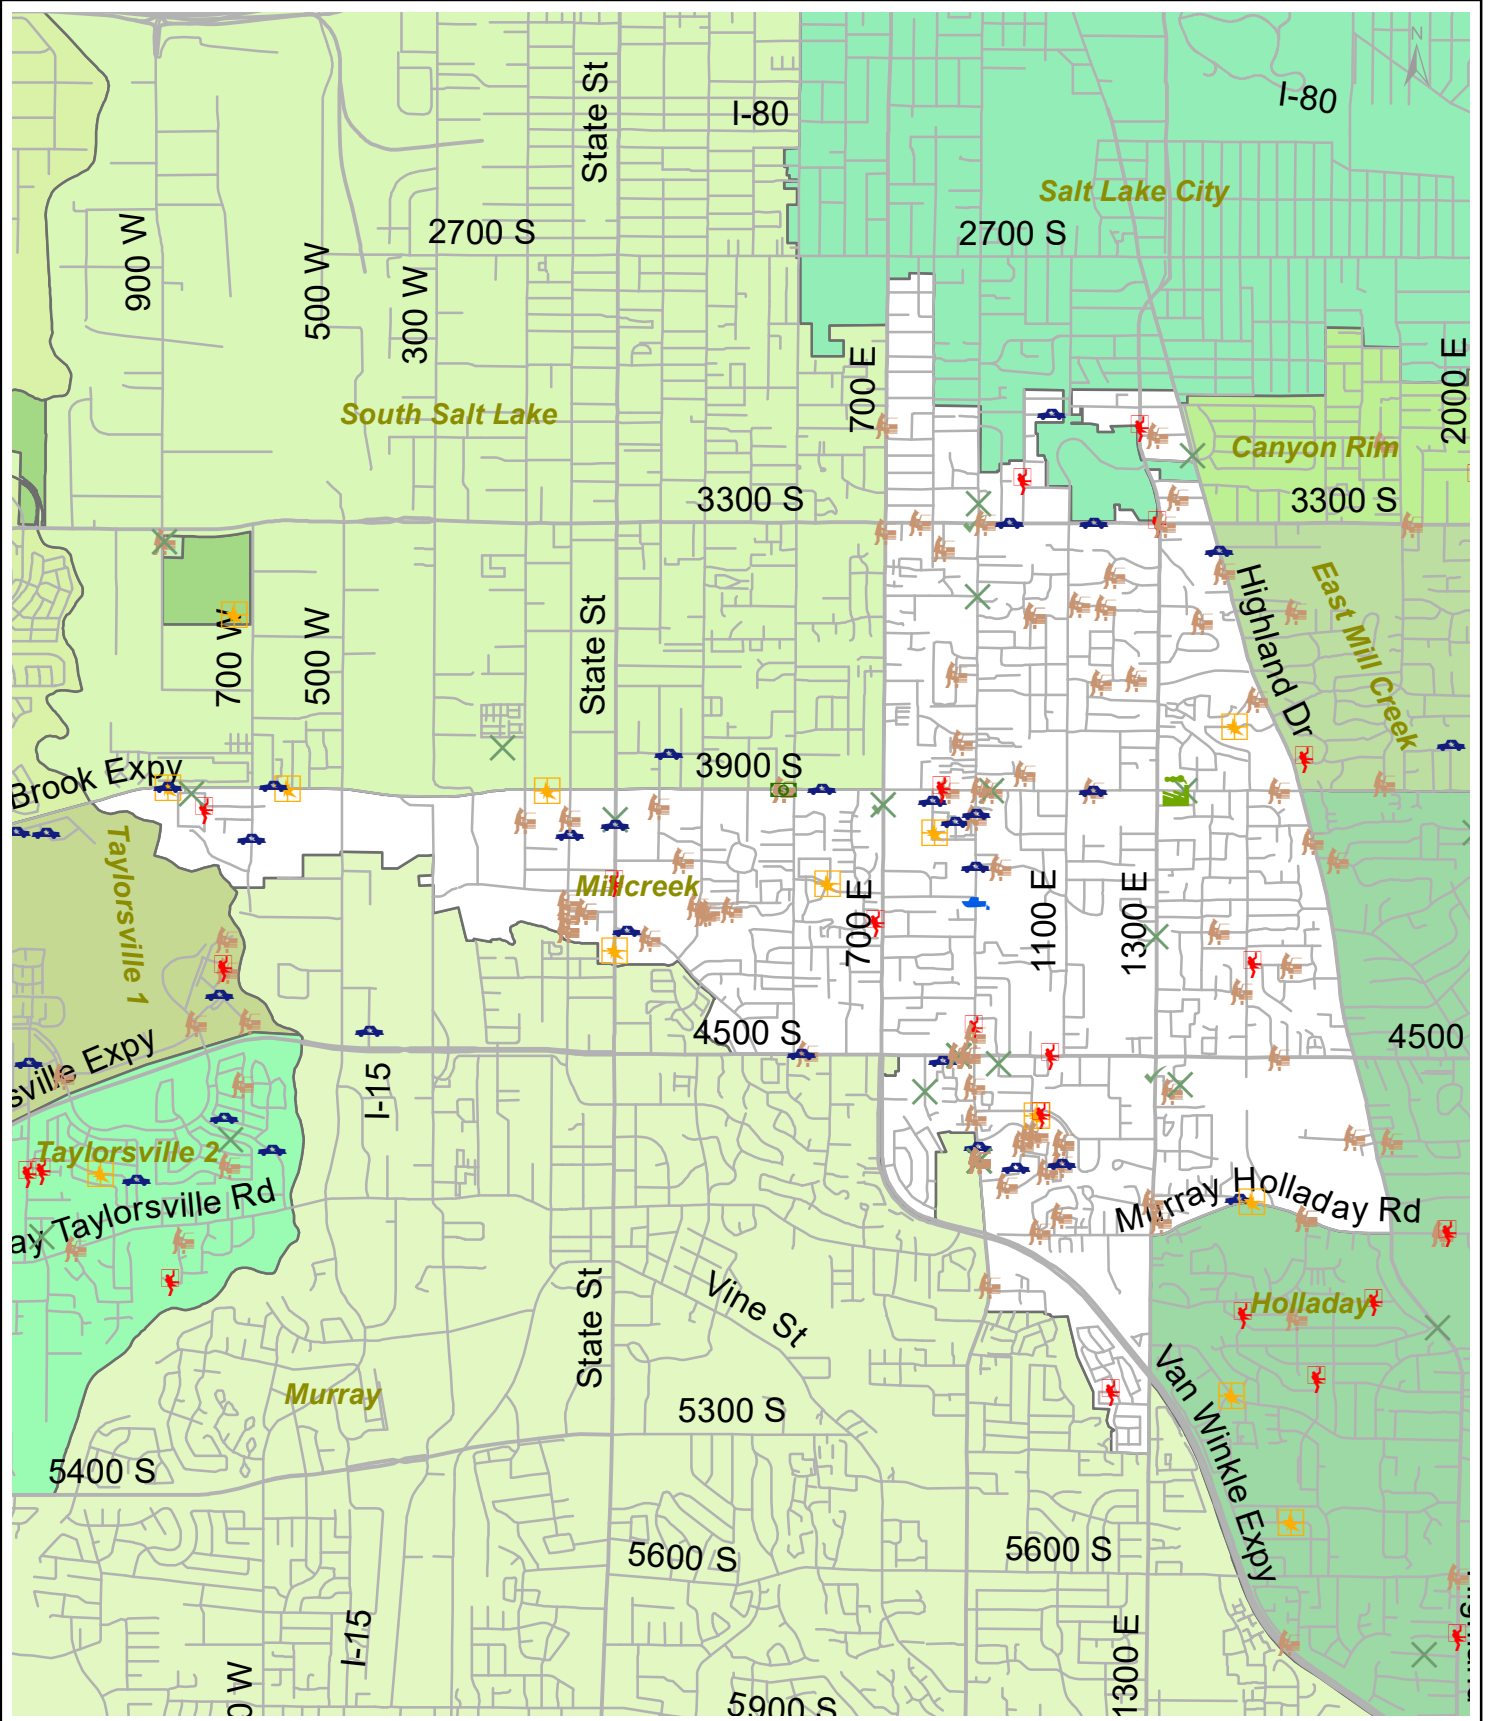 N
I-80
I-80
State St
Salt Lake City
900 W
500 W
300 W
2700 S
2700 S
700 E
2000 E
South Salt Lake
Canyon Rim
3300 S
3300 S
700 W
500 W
State St
Highland Dr
East Mill Creek
Brook Expy
3900 S
Taylorsville 1
Millcreek
700 E
1100 E
1300 E
sville Expy
4500 S
4500
I-15
Taylorsville 2
ay Taylorsville Rd
Murray Holladay Rd
State St
Vine St
Holladay
Murray
5300 S
Van Winkle Expy
5400 S
5600 S
5600 S
I-15
1300 E
0 W
5900 S